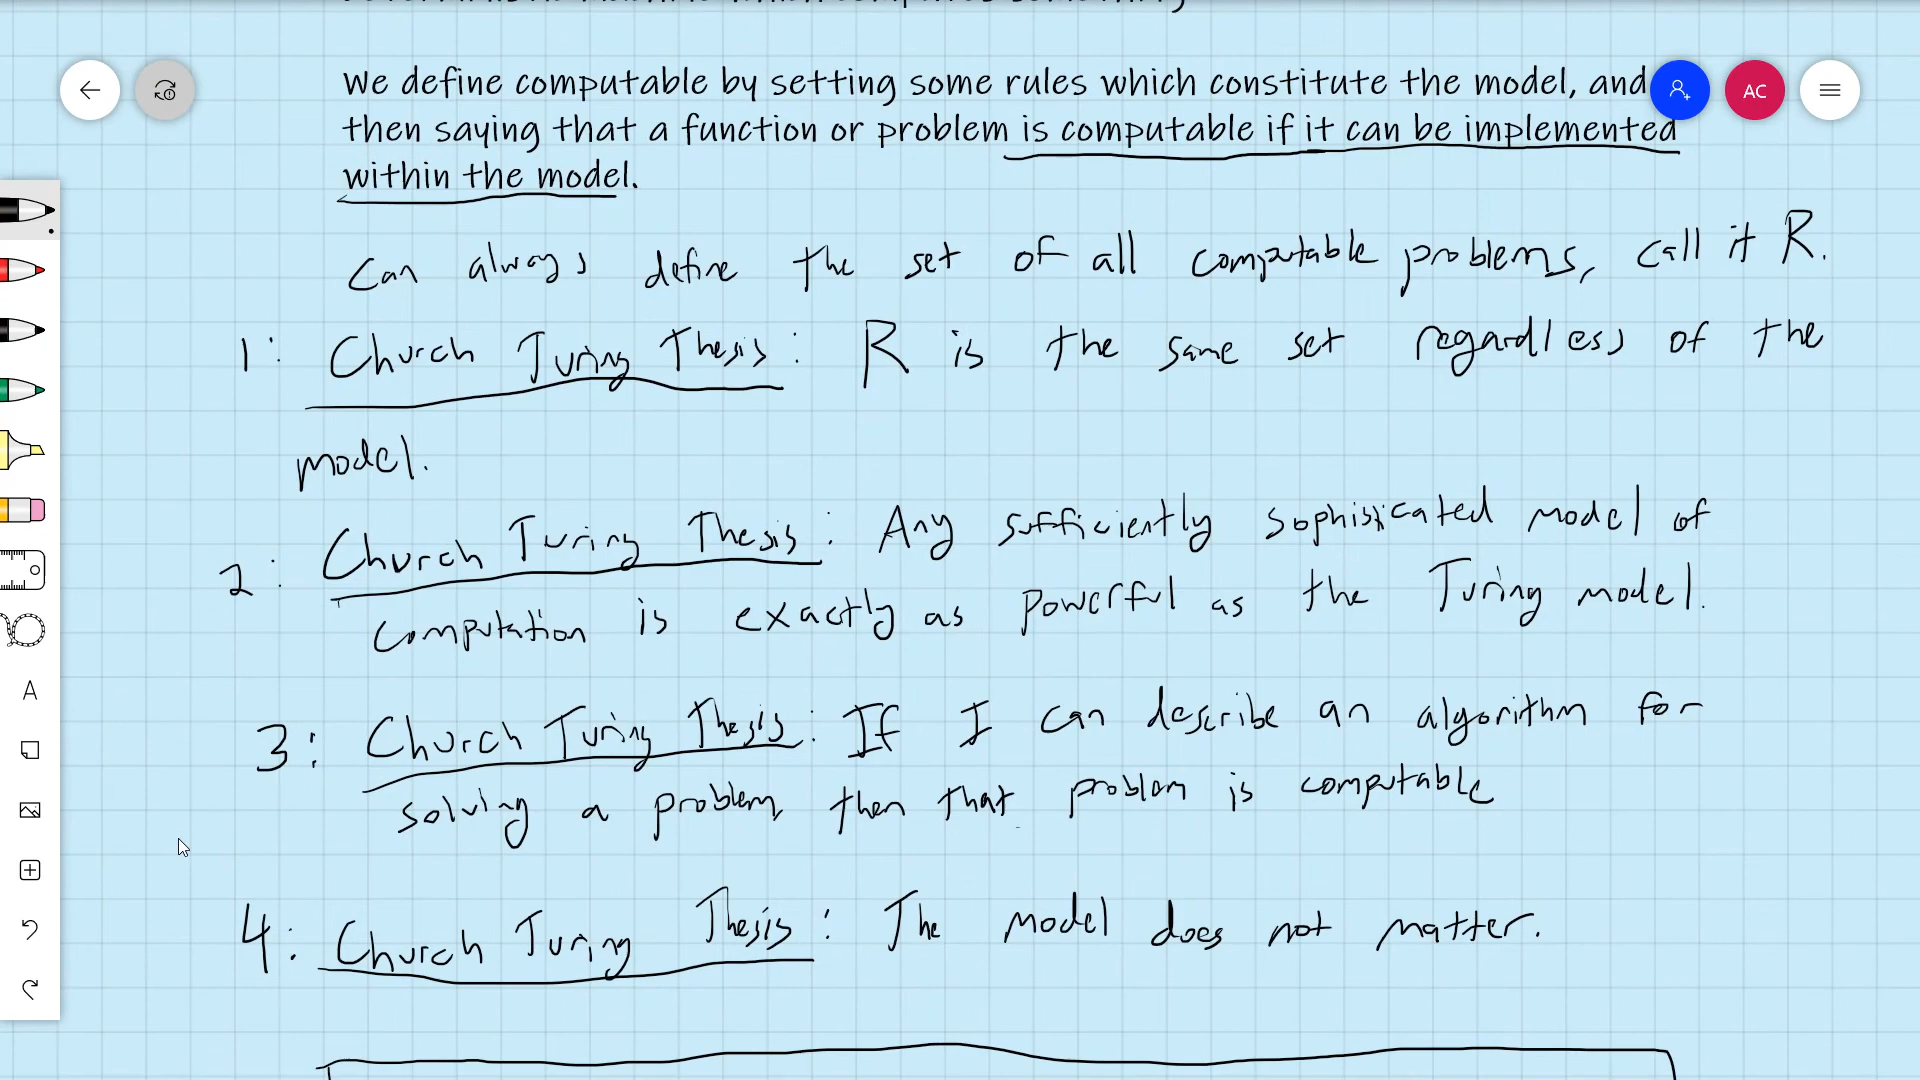 We define computable by setting some rules which constitute the model, and
then saying that a function or problem is computable if it can be implemented
within the model.
can always define the set of all computable problems, call it R.
1: Church Turing Thesis: R is the same set regardless of the
model.
2: Church Turing Thesis: Any sufficiently sophisticated model of
computation is exactly as powerful as the Turing model.
3: Church Turing Thesis: If I can describe an algorithm for
solving a problem, then that problem is computable
4: Church Turing Thesis: The model does not matter.
AC
A